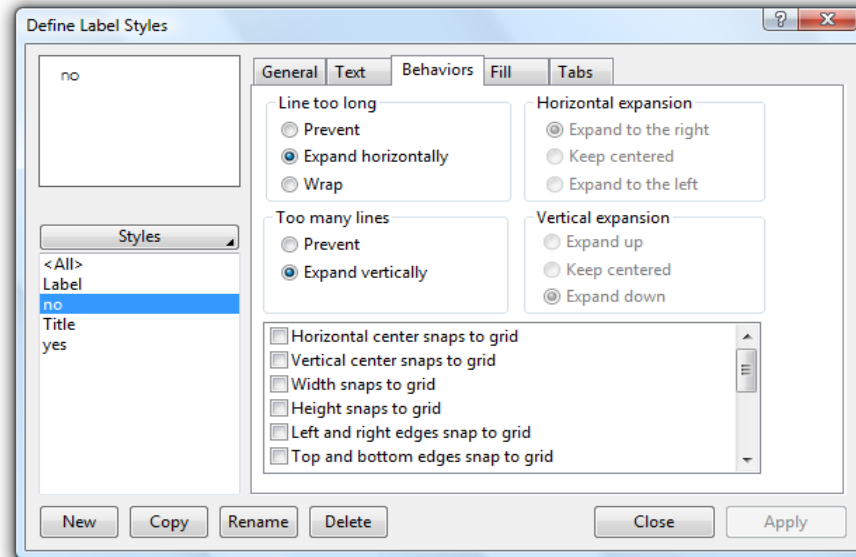 Define Label Styles
no
General Text Behaviors Fill Tabs
Line too long
Prevent
Expand horizontally
Wrap
Horizontal expansion
Expand to the right
Keep centered
Expand to the left
Too many lines
Prevent
Expand vertically
Vertical expansion
Expand up
Keep centered
Expand down
Styles
<All>
Label
no
Title
yes
Horizontal center snaps to grid
Vertical center snaps to grid
Width snaps to grid
Height snaps to grid
Left and right edges snap to grid
Top and bottom edges snap to grid
New Copy Rename Delete Close Apply